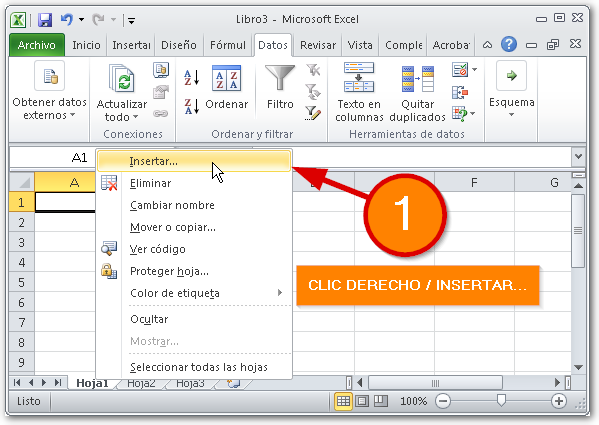 Libro3 - Microsoft Excel
Archivo Inicio Insertar Diseño Fórmul Datos Revisar Vista Comple Acrobat
Obtener datos externos
Actualizar todo
Conexiones
Ordenar
Filtro
Ordenar y filtrar
Texto en columnas
Quitar duplicados
Herramientas de datos
Esquema
A1
A F G
1
2
3
4
5
6
7
8
9
Insertar...
Eliminar
Cambiar nombre
Mover o copiar...
Ver código
Proteger hoja...
Color de etiqueta
Ocultar
Mostrar...
Seleccionar todas las hojas
1
CLIC DERECHO / INSERTAR...
Hoja1 Hoja2 Hoja3
Listo 100%